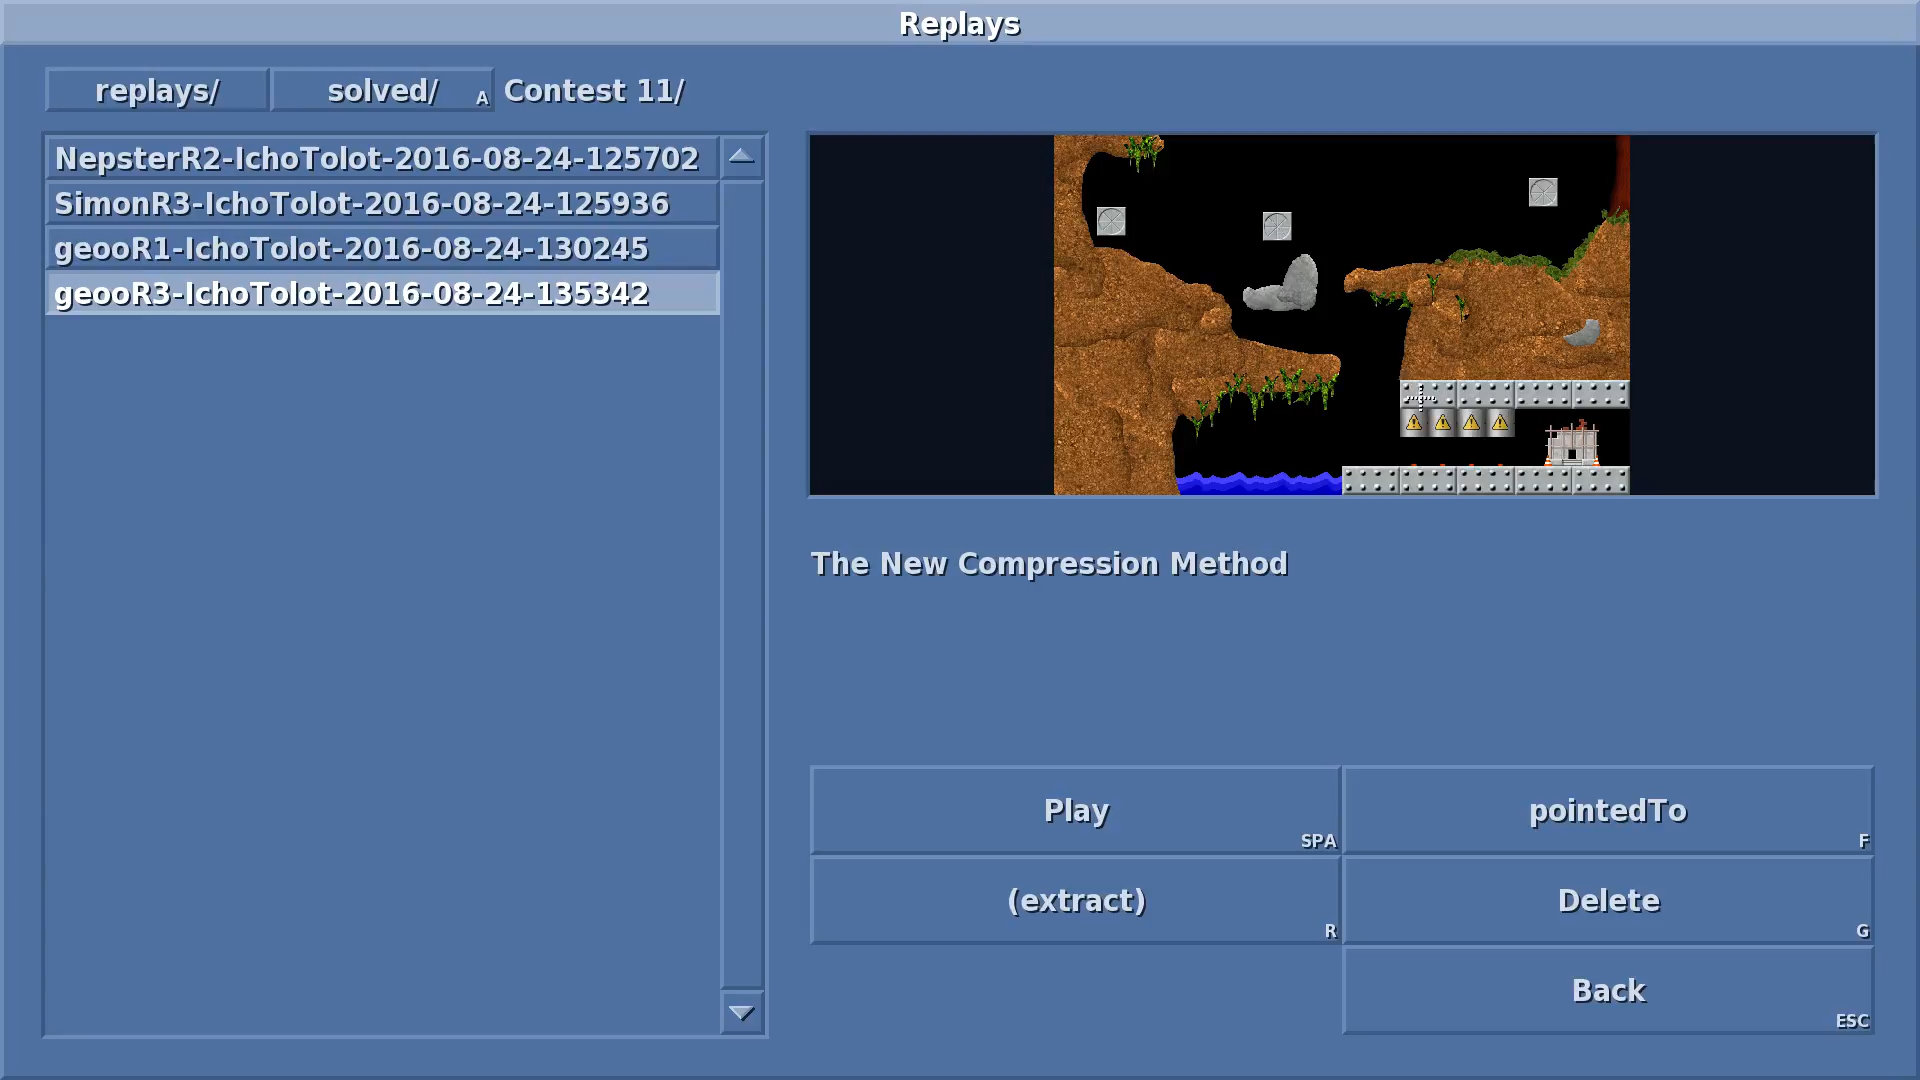 Replays
replays/ solved/ A Contest 11/
NepsterR2-IchoTolot-2016-08-24-125702
SimonR3-IchoTolot-2016-08-24-125936
geooR1-IchoTolot-2016-08-24-130245
geooR3-IchoTolot-2016-08-24-135342
The New Compression Method
Play SPA
pointedTo F
(extract) R
Delete G
Back ESC